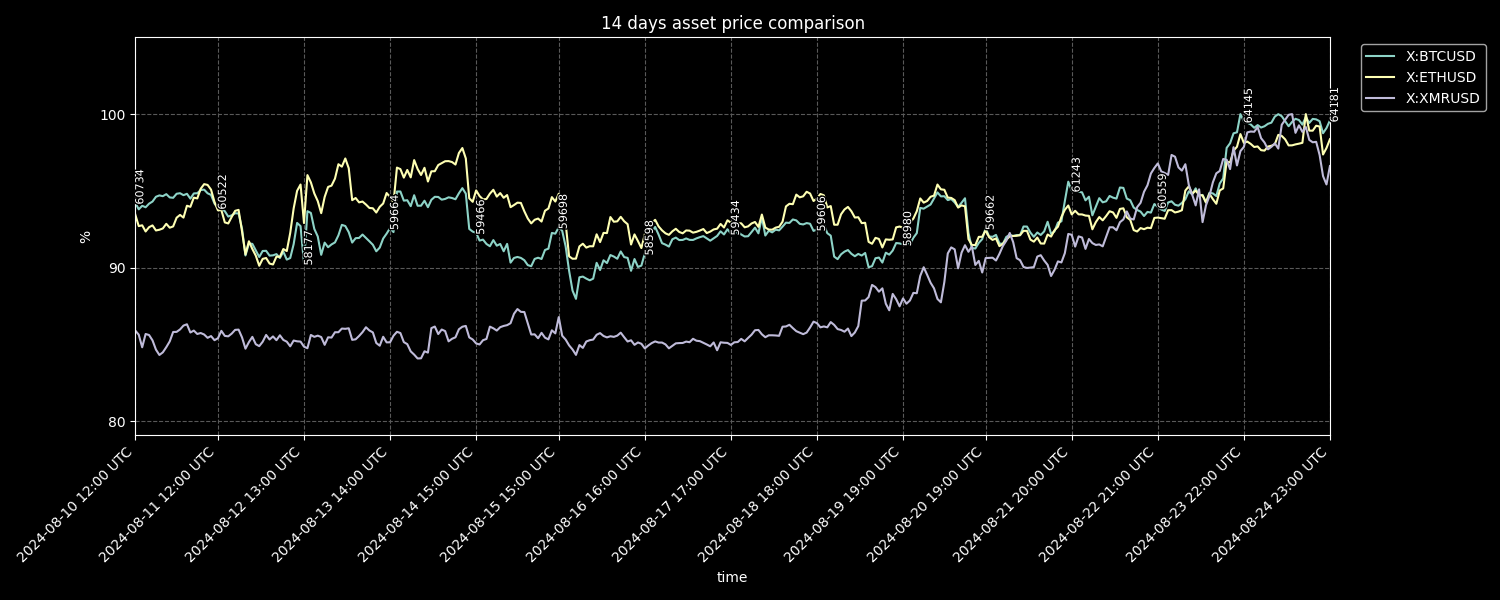 14 days asset price comparison
X:BTCUSD
X:ETHUSD
X:XMRUSD
100
90
80
%
60734
60522
58177
59664
59466
59698
58598
59434
59606
58980
59662
61243
60559
64145
64181
2024-08-10 12:00 UTC
2024-08-11 12:00 UTC
2024-08-12 13:00 UTC
2024-08-13 14:00 UTC
2024-08-14 15:00 UTC
2024-08-15 15:00 UTC
2024-08-16 16:00 UTC
2024-08-17 17:00 UTC
2024-08-18 18:00 UTC
2024-08-19 19:00 UTC
2024-08-20 19:00 UTC
2024-08-21 20:00 UTC
2024-08-22 21:00 UTC
2024-08-23 22:00 UTC
2024-08-24 23:00 UTC
time